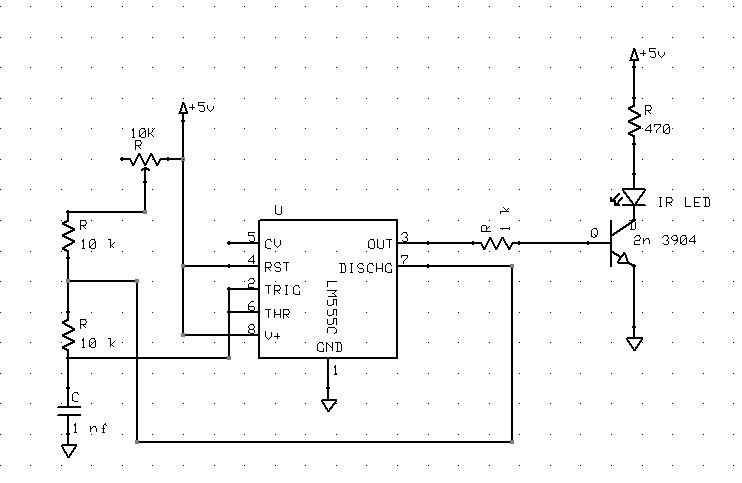 +5v
R
470
IR LED
D
Q
2n 3904
+5v
10K
R
R
10 k
R
10 k
C
1 nf
U
5
CV
4
RST
2
TRIG
6
THR
8
V+
OUT
3
DISCHG
7
LM555C
GND
1
R
1 k